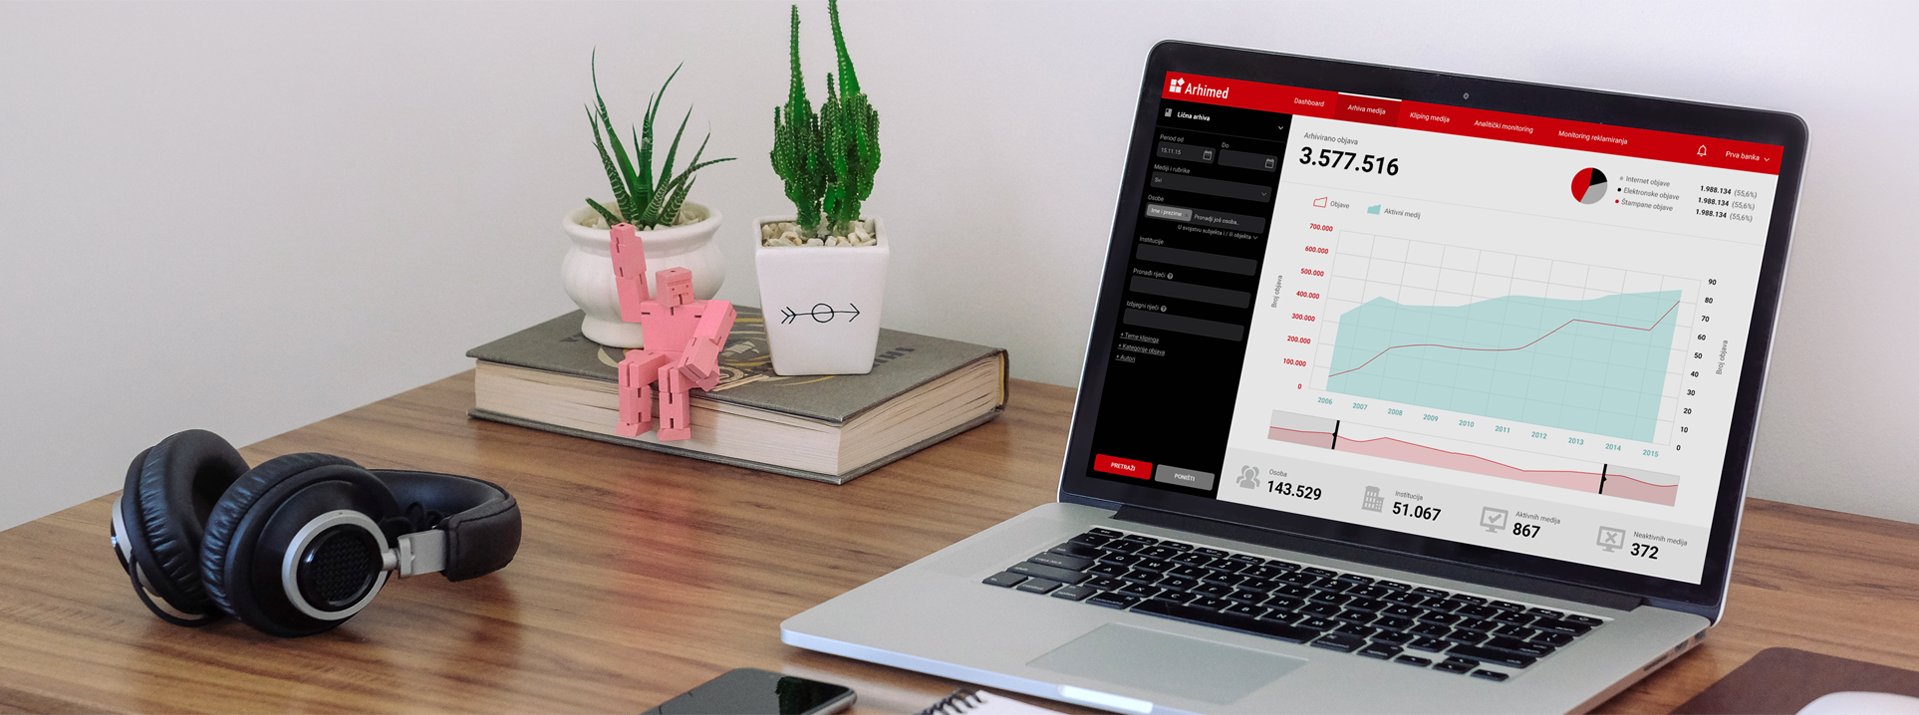 Arhimed
Dashboard
Arhiva medija
Kliping medija
Analitički monitoring
Monitoring reklamiranja
Prva banka
Lična arhiva
Period od
Do
15.11.15
Mediji i rubrike
Svi
Osobe
Ime i prezime
Pronađi još osoba.
U svojstvu subjekta i / ili objekta
Institucije
Pronađi riječi
Izbjegni riječi
+ Teme klipinga
+ Kategorije objava
+ Autori
PRETRAŽI
PONIŠTI
Arhivirano objava
3.577.516
Internet objave 1.988.134 (55,6%)
Elektronske objave 1.988.134 (55,6%)
Štampane objave 1.988.134 (55,6%)
Objave
Aktivni medij
700.000
600.000
500.000
400.000
300.000
200.000
100.000
0
Broj objava
90
80
70
60
50
40
30
20
10
0
Broj objava
2006 2007 2008 2009 2010 2011 2012 2013 2014 2015
Osoba
143.529
Institucija
51.067
Aktivnih medija
867
Neaktivnih medija
372